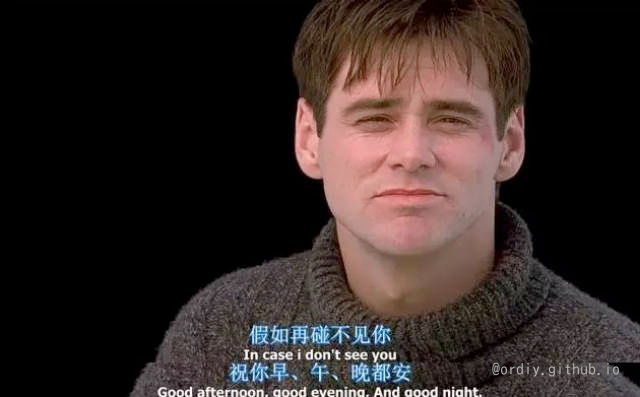 假如再碰不见你
In case i don't see you
祝你早、午、晚都安
@ordiy.github.io
Good afternoon, good evening. And good night.